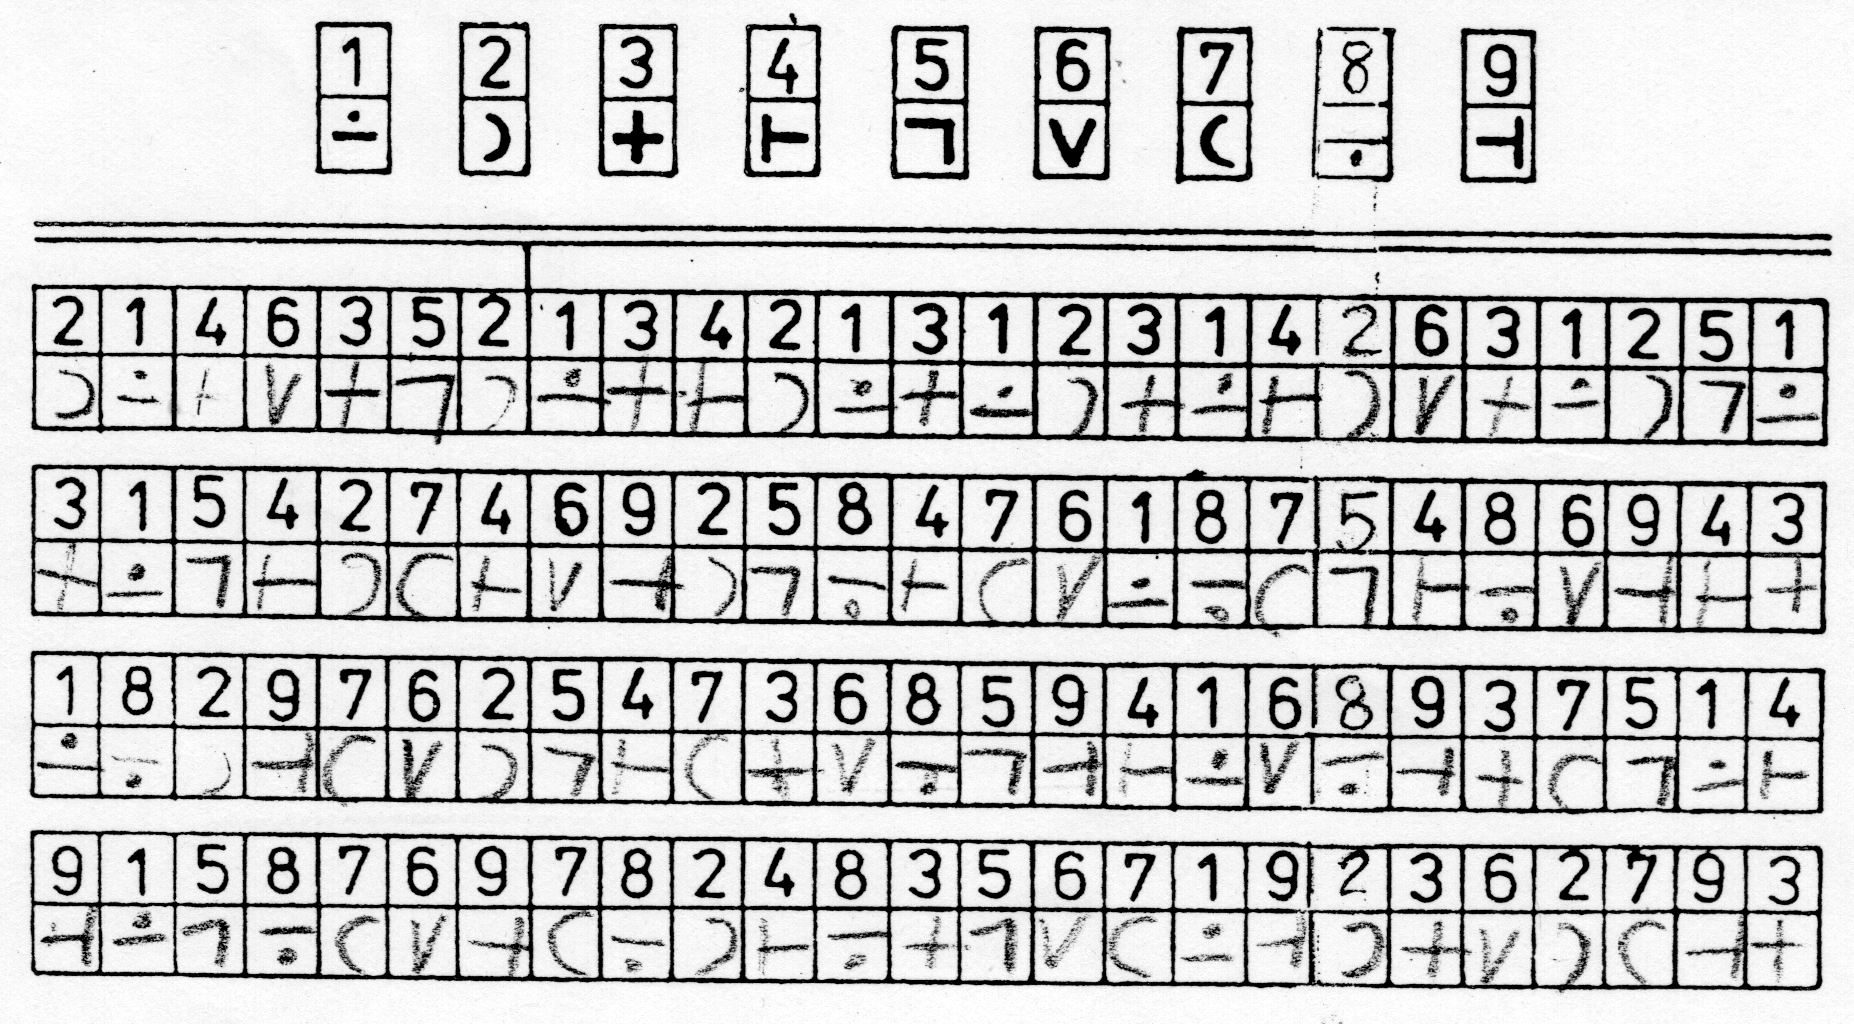 1 2 3 4 5 6 7 8 9
∸ ) + ⊢ ㄱ V ( ⨪ ⊣
2 1 4 6 3 5 2 1 3 4 2 1 3 1 2 3 1 4 2 6 3 1 2 5 1
) ∸ + V + ㄱ ) ∸ + ⊢ ) ∸ + ∸ ) + ∸ ⊢ ) V + ∸ ) ㄱ ∸
3 1 5 4 2 7 4 6 9 2 5 8 4 7 6 1 8 7 5 4 8 6 9 4 3
+ ∸ ㄱ ⊢ ) ( ⊢ V ⊣ ) ㄱ ⨪ ⊢ ( V ∸ ⨪ ( ㄱ ⊢ ⨪ V ⊣ ⊢ +
1 8 2 9 7 6 2 5 4 7 3 6 8 5 9 4 1 6 8 9 3 7 5 1 4
∸ ⨪ ) ⊣ ( V ) ㄱ ⊢ ( + V ⨪ ㄱ ⊣ ⊢ ∸ V ⨪ ⊣ + ( ㄱ ∸ ⊢
9 1 5 8 7 6 9 7 8 2 4 8 3 5 6 7 1 9 2 3 6 2 7 9 3
⊣ ∸ ㄱ ⨪ ( V ⊣ ( ⨪ ) ⊢ ⨪ + ㄱ V ( ∸ ⊣ ) + V ) ( ⊣ +